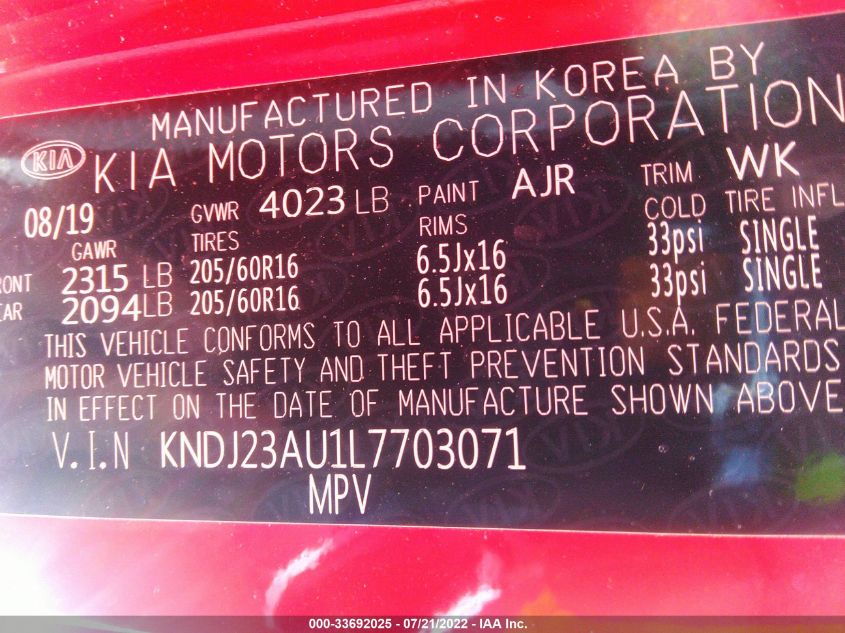 MANUFACTURED IN KOREA BY
KIA KIA MOTORS CORPORATION
08/19 GVWR 4023 LB PAINT AJR TRIM WK
GAWR TIRES RIMS COLD TIRE INFL
RONT 2315 LB 205/60R16 6.5Jx16 33psi SINGLE
EAR 2094 LB 205/60R16 6.5Jx16 33psi SINGLE
THIS VEHICLE CONFORMS TO ALL APPLICABLE U.S.A. FEDERAL
MOTOR VEHICLE SAFETY AND THEFT PREVENTION STANDARDS
IN EFFECT ON THE DATE OF MANUFACTURE SHOWN ABOVE
V.I.N KNDJ23AU1L7703071
MPV
000-33692025 - 07/21/2022 - IAA Inc.